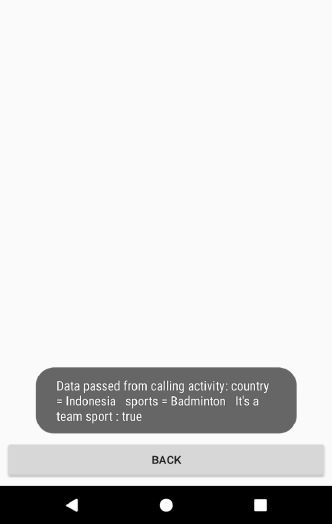 Data passed from calling activity: country
= Indonesia   sports = Badminton   It's a
team sport : true
BACK